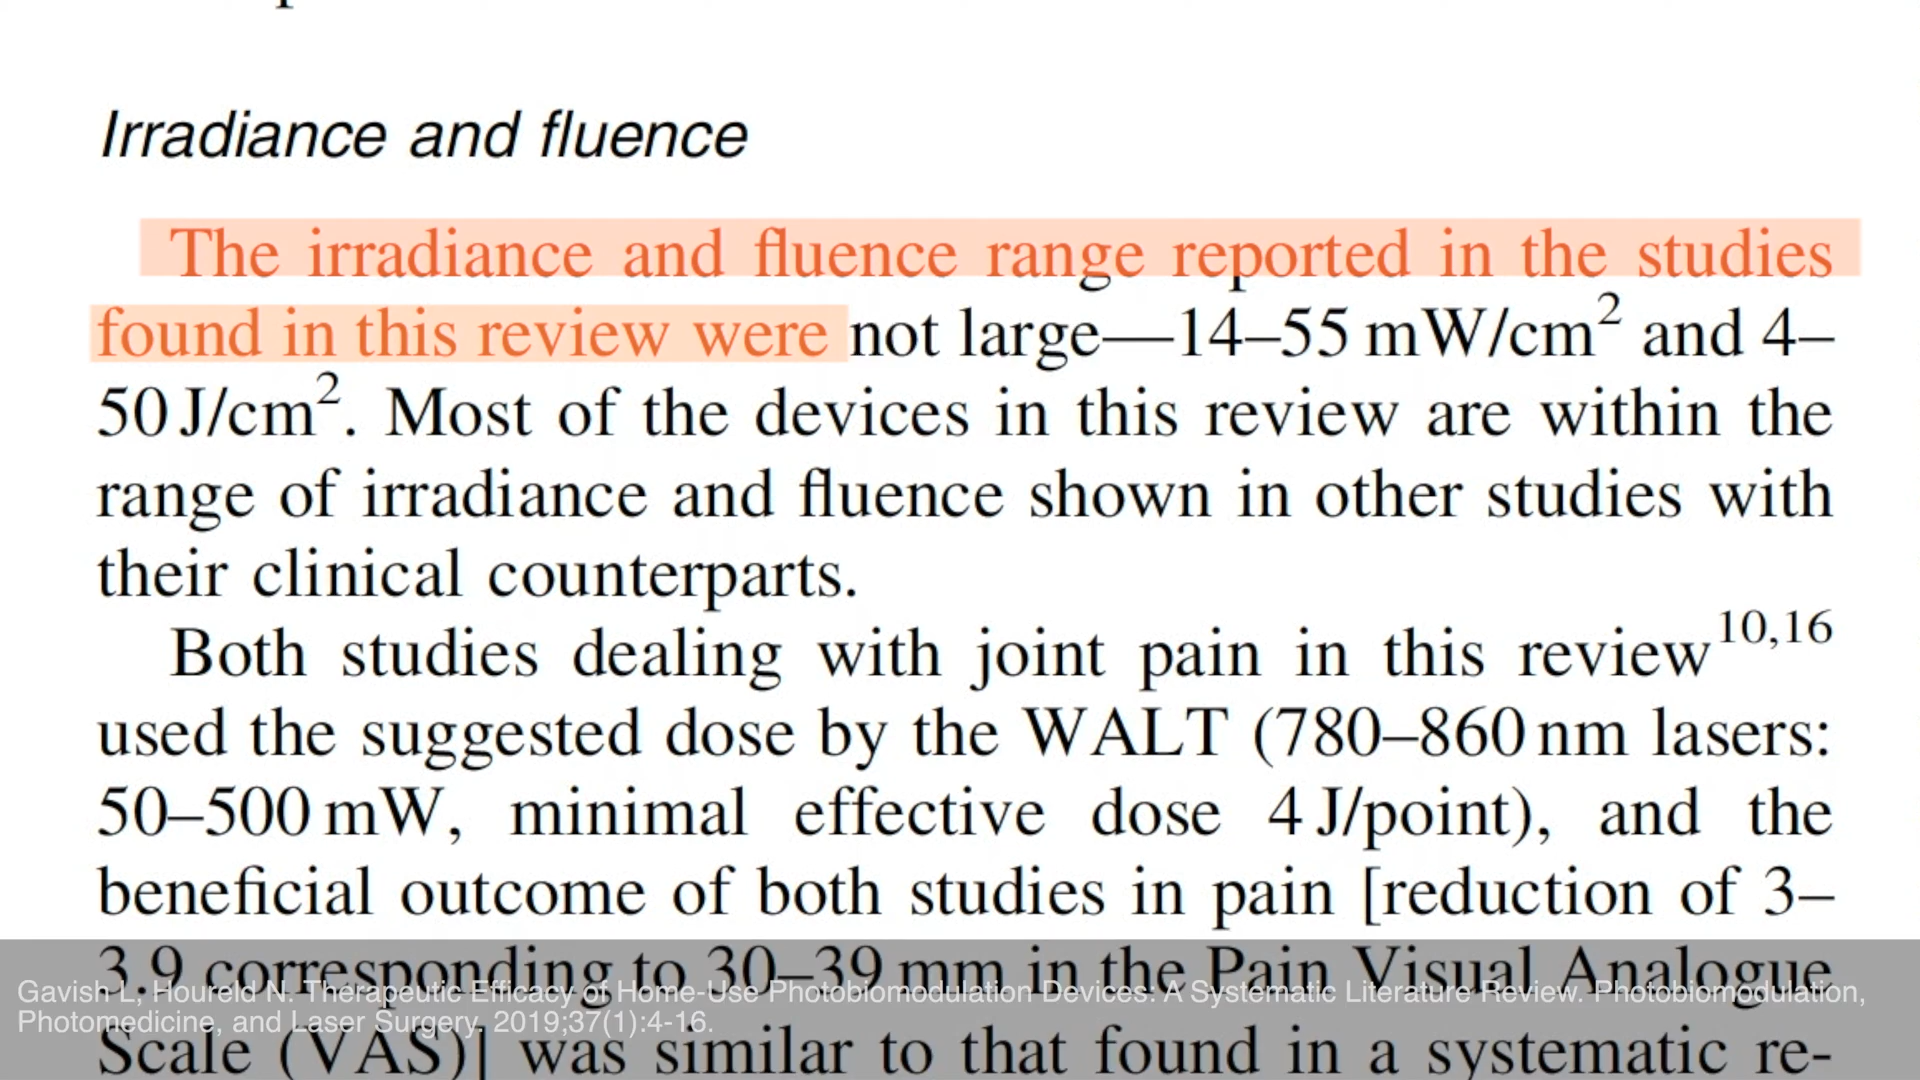 Irradiance and fluence
The irradiance and fluence range reported in the studies
found in this review were not large—14–55 mW/cm² and 4–
50 J/cm². Most of the devices in this review are within the
range of irradiance and fluence shown in other studies with
their clinical counterparts.
Both studies dealing with joint pain in this review10,16
used the suggested dose by the WALT (780–860 nm lasers:
50–500 mW, minimal effective dose 4 J/point), and the
beneficial outcome of both studies in pain [reduction of 3–
3.9 corresponding to 30–39 mm in the Pain Visual Analogue
Gavish L, Houreld N. Therapeutic Efficacy of Home-Use Photobiomodulation Devices: A Systematic Literature Review. Photobiomodulation,
Photomedicine, and Laser Surgery. 2019;37(1):4-16.
Scale (VAS)] was similar to that found in a systematic re-